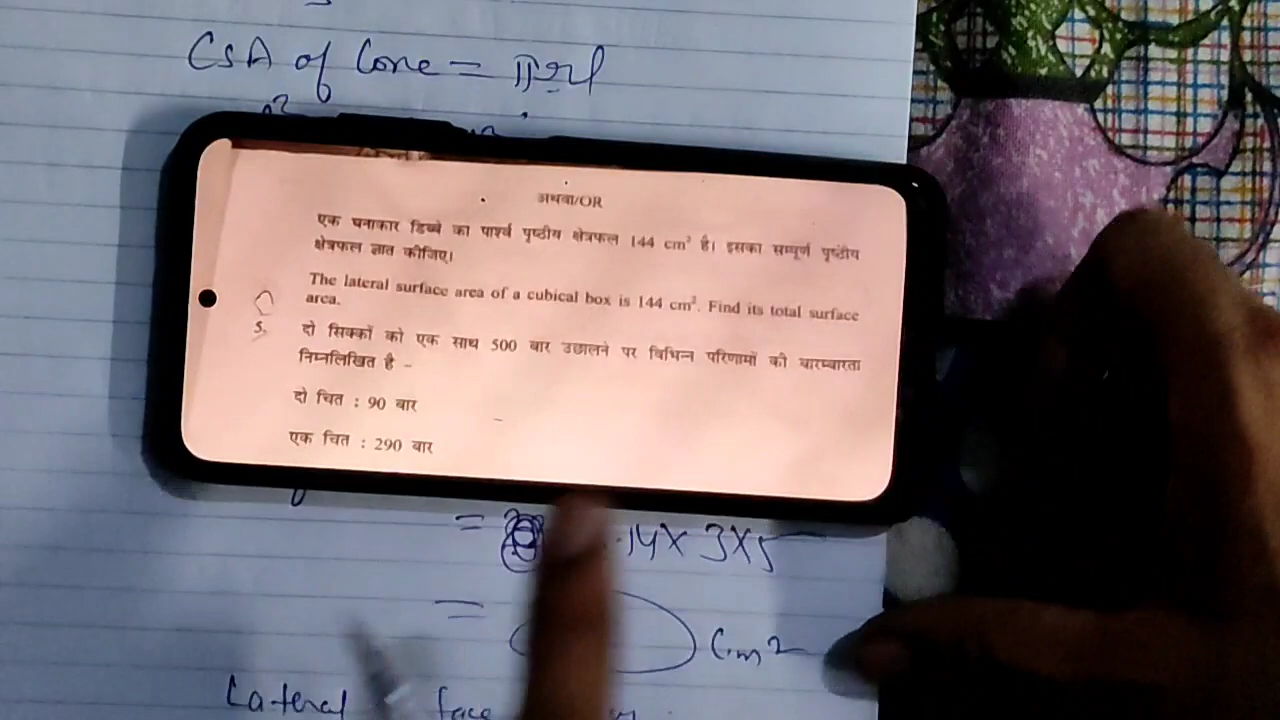 CSA of Cone = πrl
अथवा/OR
एक घनाकार डिब्बे का पार्श्व पृष्ठीय क्षेत्रफल 144 cm² है। इसका सम्पूर्ण पृष्ठीय
क्षेत्रफल ज्ञात कीजिए।
The lateral surface area of a cubical box is 144 cm². Find its total surface
area.
5. दो सिक्कों को एक साथ 500 बार उछालने पर विभिन्न परिणामों की बारम्बारता
निम्नलिखित है –
दो चित : 90 बार
एक चित : 290 बार
= .14 × 3 × 5
= cm²
Lateral face